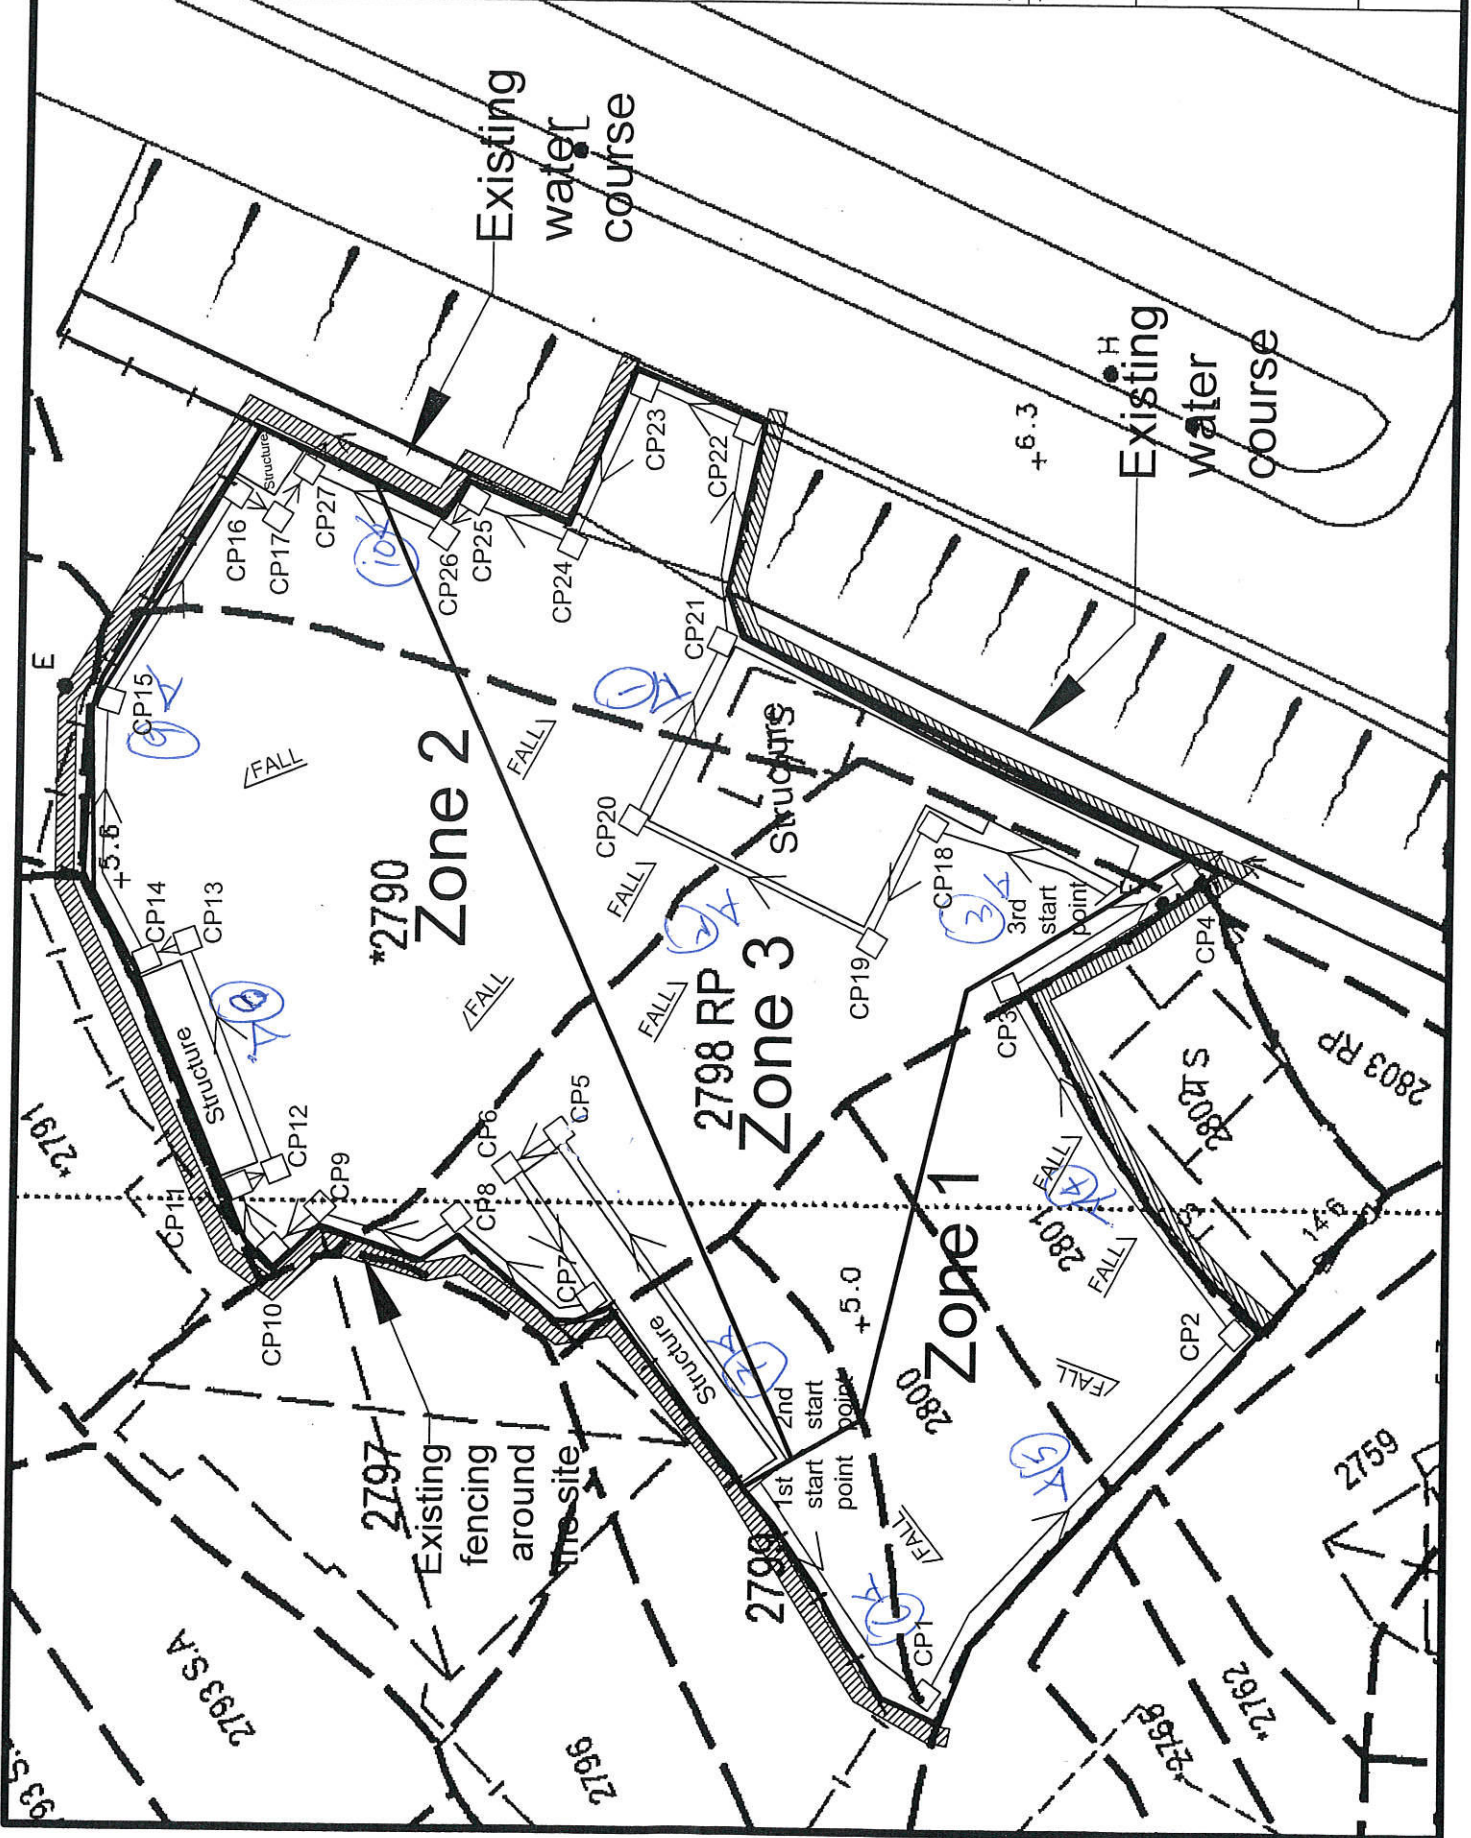 Existing
water
course
L
Existing
water
course
H
+6.3
E
+5.6
Structure
CP16
CP17
CP27
CP26
CP25
CP24
CP23
CP22
CP21
CP20
CP19
CP18
CP15
CP14
CP13
CP12
CP11
CP10
CP9
CP8
CP7
CP6
CP5
CP4
CP3
CP2
CP1
*2790
Zone 2
FALL
FALL
FALL
FALL
FALL
Structure
Structure
Structure
2798 RP
Zone 3
3rd
start
point
2nd
start
point
1st
start
point
Zone 1
+5.0
2800
2801
FALL
FALL
FALL
FALL
2803 RP
14.6
*2791
2797
Existing
fencing
around
the site
2799
2793 S.A
2796
*2762
2759
10
9
1
3